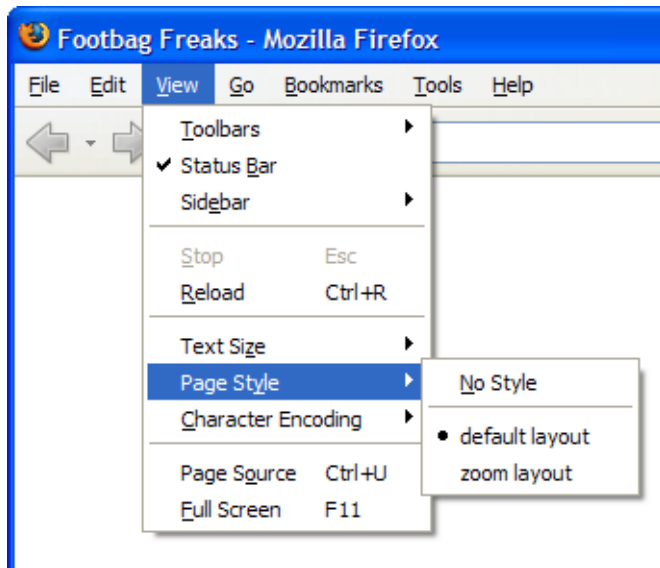 Footbag Freaks - Mozilla Firefox
File Edit View Go Bookmarks Tools Help
Toolbars
Status Bar
Sidebar
Stop Esc
Reload Ctrl+R
Text Size
Page Style
No Style
Character Encoding
default layout
zoom layout
Page Source Ctrl+U
Full Screen F11